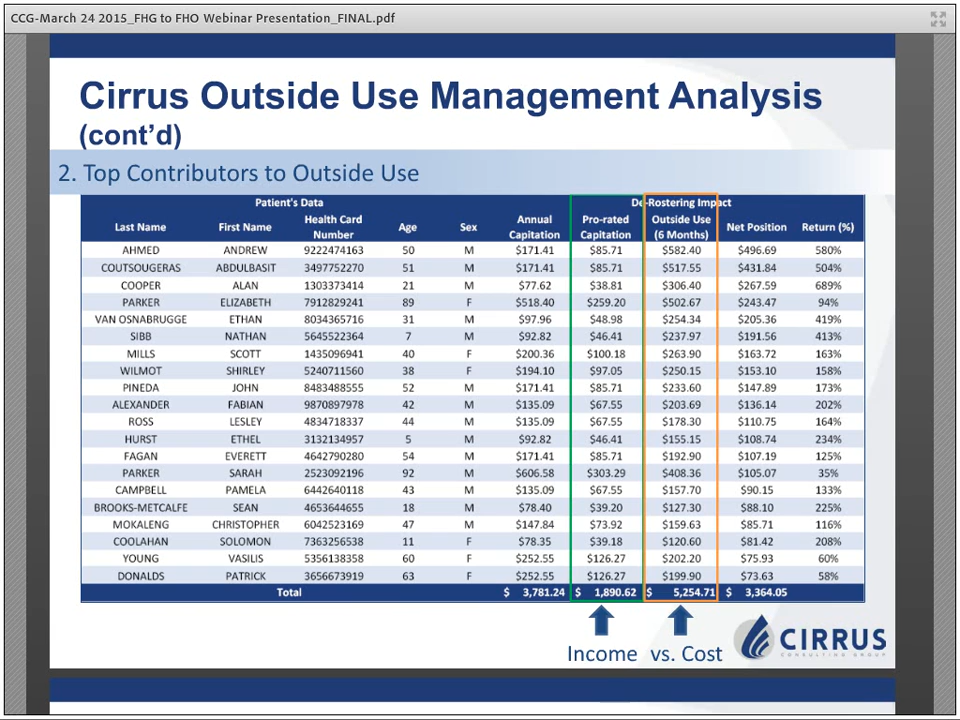 CCG-March 24 2015_FHG to FHO Webinar Presentation_FINAL.pdf
Cirrus Outside Use Management Analysis
(cont'd)
2. Top Contributors to Outside Use
Patient's Data De-Rostering Impact
Last Name First Name Health Card Number Age Sex Annual Capitation Pro-rated Capitation Outside Use (6 Months) Net Position Return (%)
AHMED ANDREW 9222474163 50 M $171.41 $85.71 $582.40 $496.69 580%
COUTSOUGERAS ABDULBASIT 3497752270 51 M $171.41 $85.71 $517.55 $431.84 504%
COOPER ALAN 1303373414 21 M $77.62 $38.81 $306.40 $267.59 689%
PARKER ELIZABETH 7912829241 89 F $518.40 $259.20 $502.67 $243.47 94%
VAN OSNABRUGGE ETHAN 8034365716 31 M $97.96 $48.98 $254.34 $205.36 419%
SIBB NATHAN 5645522364 7 M $92.82 $46.41 $237.97 $191.56 413%
MILLS SCOTT 1435096941 40 F $200.36 $100.18 $263.90 $163.72 163%
WILMOT SHIRLEY 5240711560 38 F $194.10 $97.05 $250.15 $153.10 158%
PINEDA JOHN 8483488555 52 M $171.41 $85.71 $233.60 $147.89 173%
ALEXANDER FABIAN 9870897978 42 M $135.09 $67.55 $203.69 $136.14 202%
ROSS LESLEY 4834718337 44 M $135.09 $67.55 $178.30 $110.75 164%
HURST ETHEL 3132134957 5 M $92.82 $46.41 $155.15 $108.74 234%
FAGAN EVERETT 4642790280 54 M $171.41 $85.71 $192.90 $107.19 125%
PARKER SARAH 2523092196 92 M $606.58 $303.29 $408.36 $105.07 35%
CAMPBELL PAMELA 6442640118 43 M $135.09 $67.55 $157.70 $90.15 133%
BROOKS-METCALFE SEAN 4653644655 18 M $78.40 $39.20 $127.30 $88.10 225%
MOKALENG CHRISTOPHER 6042523169 47 M $147.84 $73.92 $159.63 $85.71 116%
COOLAHAN SOLOMON 7363256538 11 F $78.35 $39.18 $120.60 $81.42 208%
YOUNG VASILIS 5356138358 60 F $252.55 $126.27 $202.20 $75.93 60%
DONALDS PATRICK 3656673919 63 F $252.55 $126.27 $199.90 $73.63 58%
Total $ 3,781.24 $ 1,890.62 $ 5,254.71 $ 3,364.05
Income vs. Cost
CIRRUS
CONSULTING GROUP